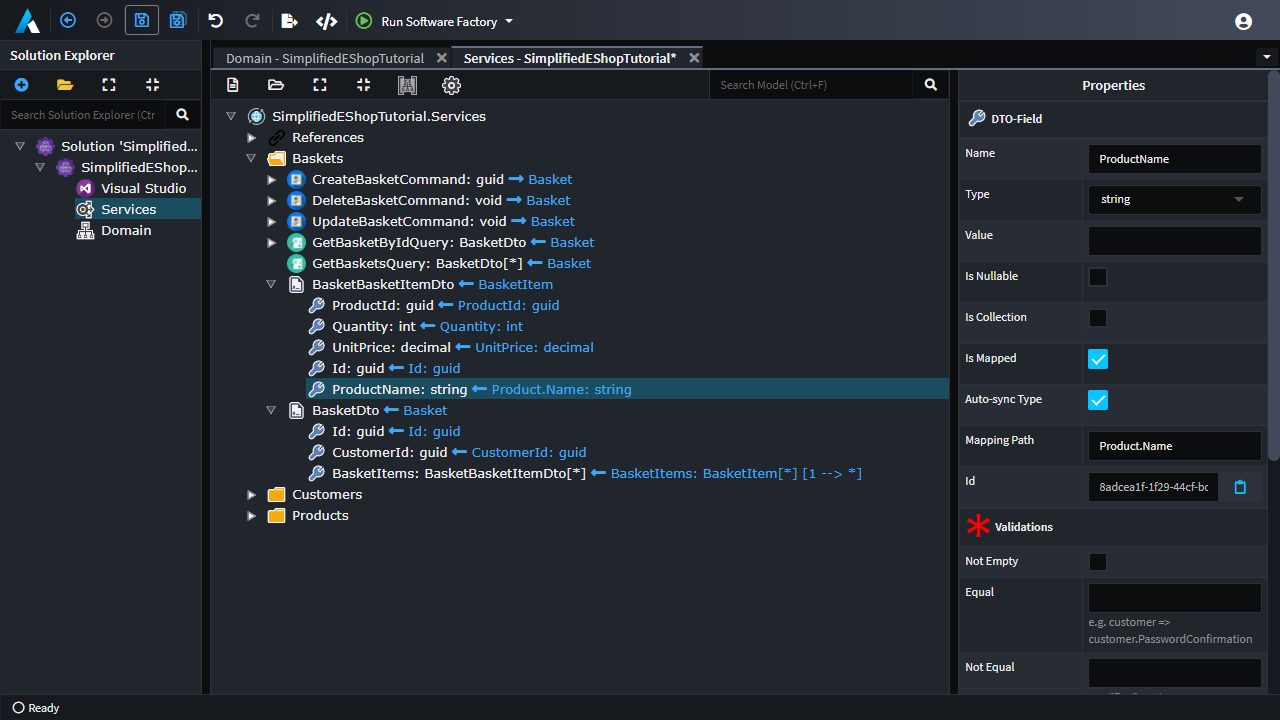 Run Software Factory
Solution Explorer
Domain - SimplifiedEShopTutorial
Services - SimplifiedEShopTutorial*
Search Solution Explorer (Ctr
Solution 'Simplified...
SimplifiedEShop...
Visual Studio
Services
Domain
Search Model (Ctrl+F)
SimplifiedEShopTutorial.Services
References
Baskets
CreateBasketCommand: guid → Basket
DeleteBasketCommand: void → Basket
UpdateBasketCommand: void → Basket
GetBasketByIdQuery: BasketDto ← Basket
GetBasketsQuery: BasketDto[*] ← Basket
BasketBasketItemDto ← BasketItem
ProductId: guid ← ProductId: guid
Quantity: int ← Quantity: int
UnitPrice: decimal ← UnitPrice: decimal
Id: guid ← Id: guid
ProductName: string ← Product.Name: string
BasketDto ← Basket
Id: guid ← Id: guid
CustomerId: guid ← CustomerId: guid
BasketItems: BasketBasketItemDto[*] ← BasketItems: BasketItem[*] [1 --> *]
Customers
Products
Properties
DTO-Field
Name ProductName
Type string
Value
Is Nullable
Is Collection
Is Mapped
Auto-sync Type
Mapping Path Product.Name
Id 8adcea1f-1f29-44cf-bc
Validations
Not Empty
Equal
e.g. customer =>
customer.PasswordConfirmation
Not Equal
Ready